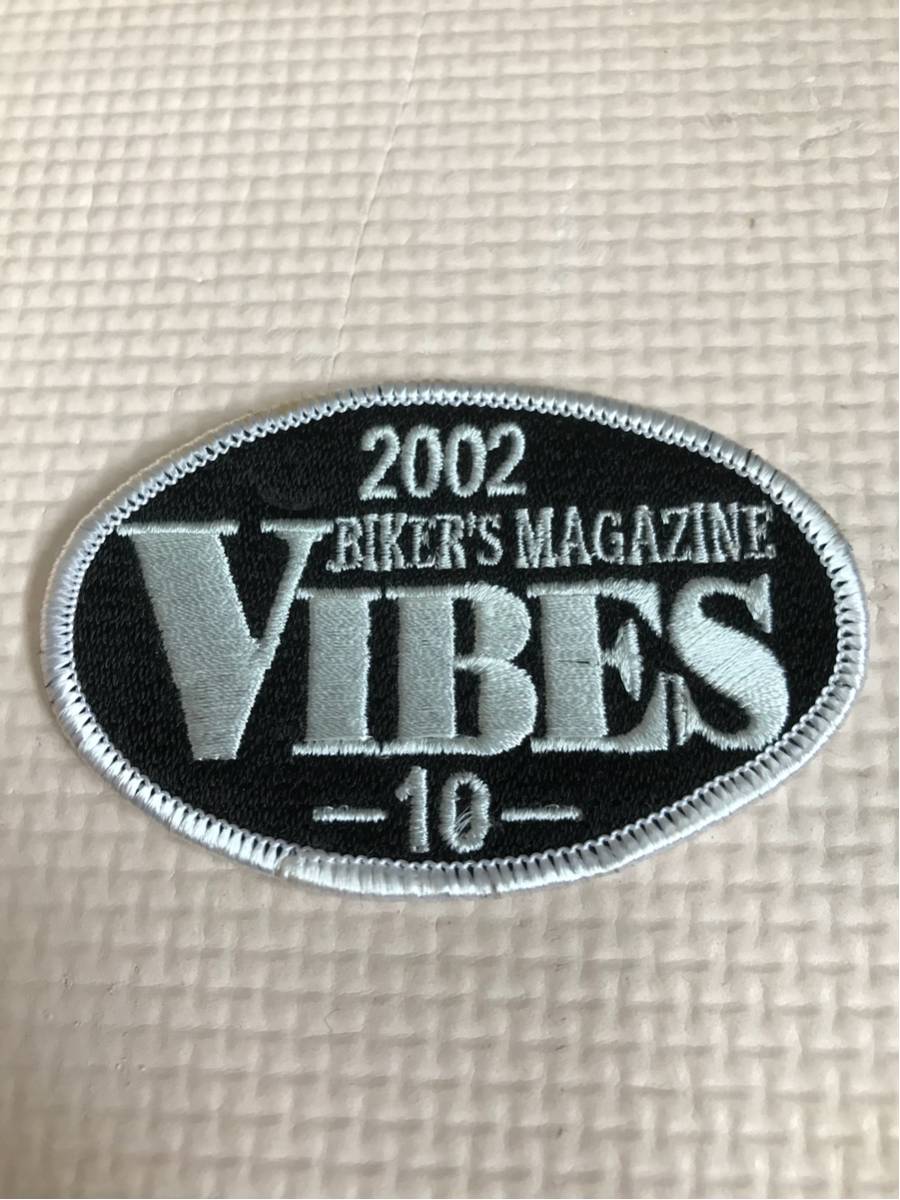 2002
BIKER'S MAGAZINE
VIBES
-10-